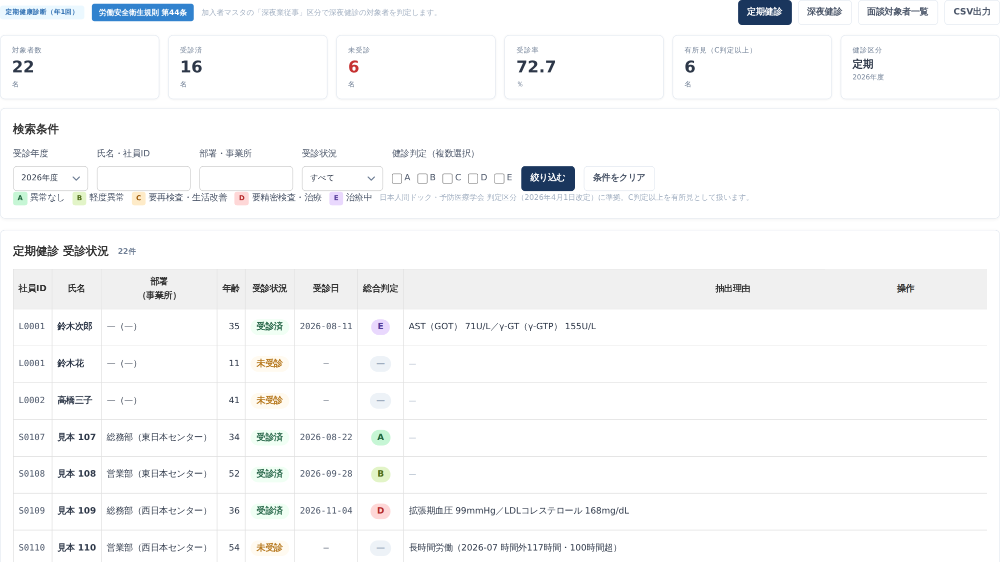 定期健康診断（年1回） 労働安全衛生規則 第44条 加入者マスタの「深夜業従事」区分で深夜健診の対象者を判定します。 定期健診 深夜健診 面談対象者一覧 CSV出力
対象者数 受診済 未受診 受診率 有所見（C判定以上） 健診区分
22 16 6 72.7 6 定期
名 名 名 % 名 2026年度
検索条件
受診年度 氏名・社員ID 部署・事業所 受診状況 健診判定（複数選択）
2026年度 すべて A B C D E 絞り込む 条件をクリア
A 異常なし B 軽度異常 C 要再検査・生活改善 D 要精密検査・治療 E 治療中 日本人間ドック・予防医療学会 判定区分（2026年4月1日改定）に準拠。C判定以上を有所見として扱います。
定期健診 受診状況 22件
社員ID 氏名 部署（事業所） 年齢 受診状況 受診日 総合判定 抽出理由 操作
L0001 鈴木次郎 —（—） 35 受診済 2026-08-11 E AST（GOT） 71U/L／γ-GT（γ-GTP） 155U/L
L0001 鈴木花 —（—） 11 未受診 — — —
L0002 高橋三子 —（—） 41 未受診 — — —
S0107 見本 107 総務部（東日本センター） 34 受診済 2026-08-22 A —
S0108 見本 108 営業部（東日本センター） 52 受診済 2026-09-28 B —
S0109 見本 109 総務部（西日本センター） 36 受診済 2026-11-04 D 拡張期血圧 99mmHg／LDLコレステロール 168mg/dL
S0110 見本 110 営業部（西日本センター） 54 未受診 — — 長時間労働（2026-07 時間外117時間・100時間超）